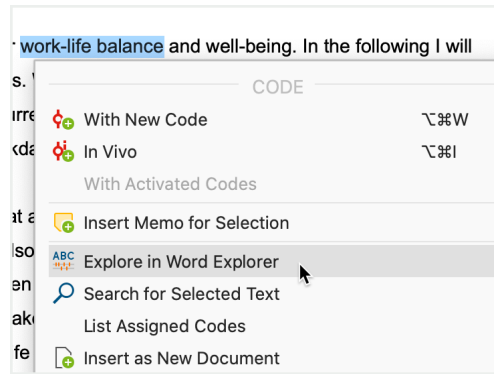 work-life balance and well-being. In the following I will
s.
CODE
With New Code ⌥⌘W
In Vivo ⌥⌘I
With Activated Codes
Insert Memo for Selection
ABC Explore in Word Explorer
Search for Selected Text
List Assigned Codes
Insert as New Document